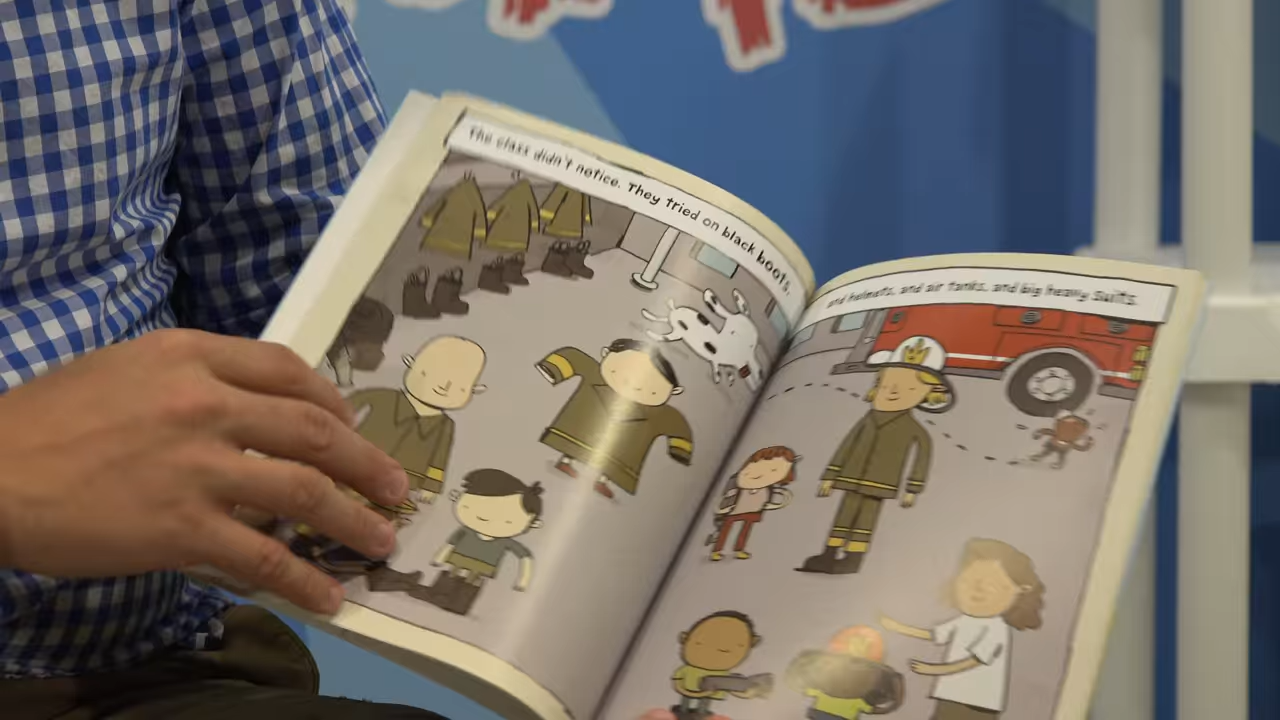 The class didn't notice. They tried on black boots,
and helmets, and air tanks, and big heavy suits.